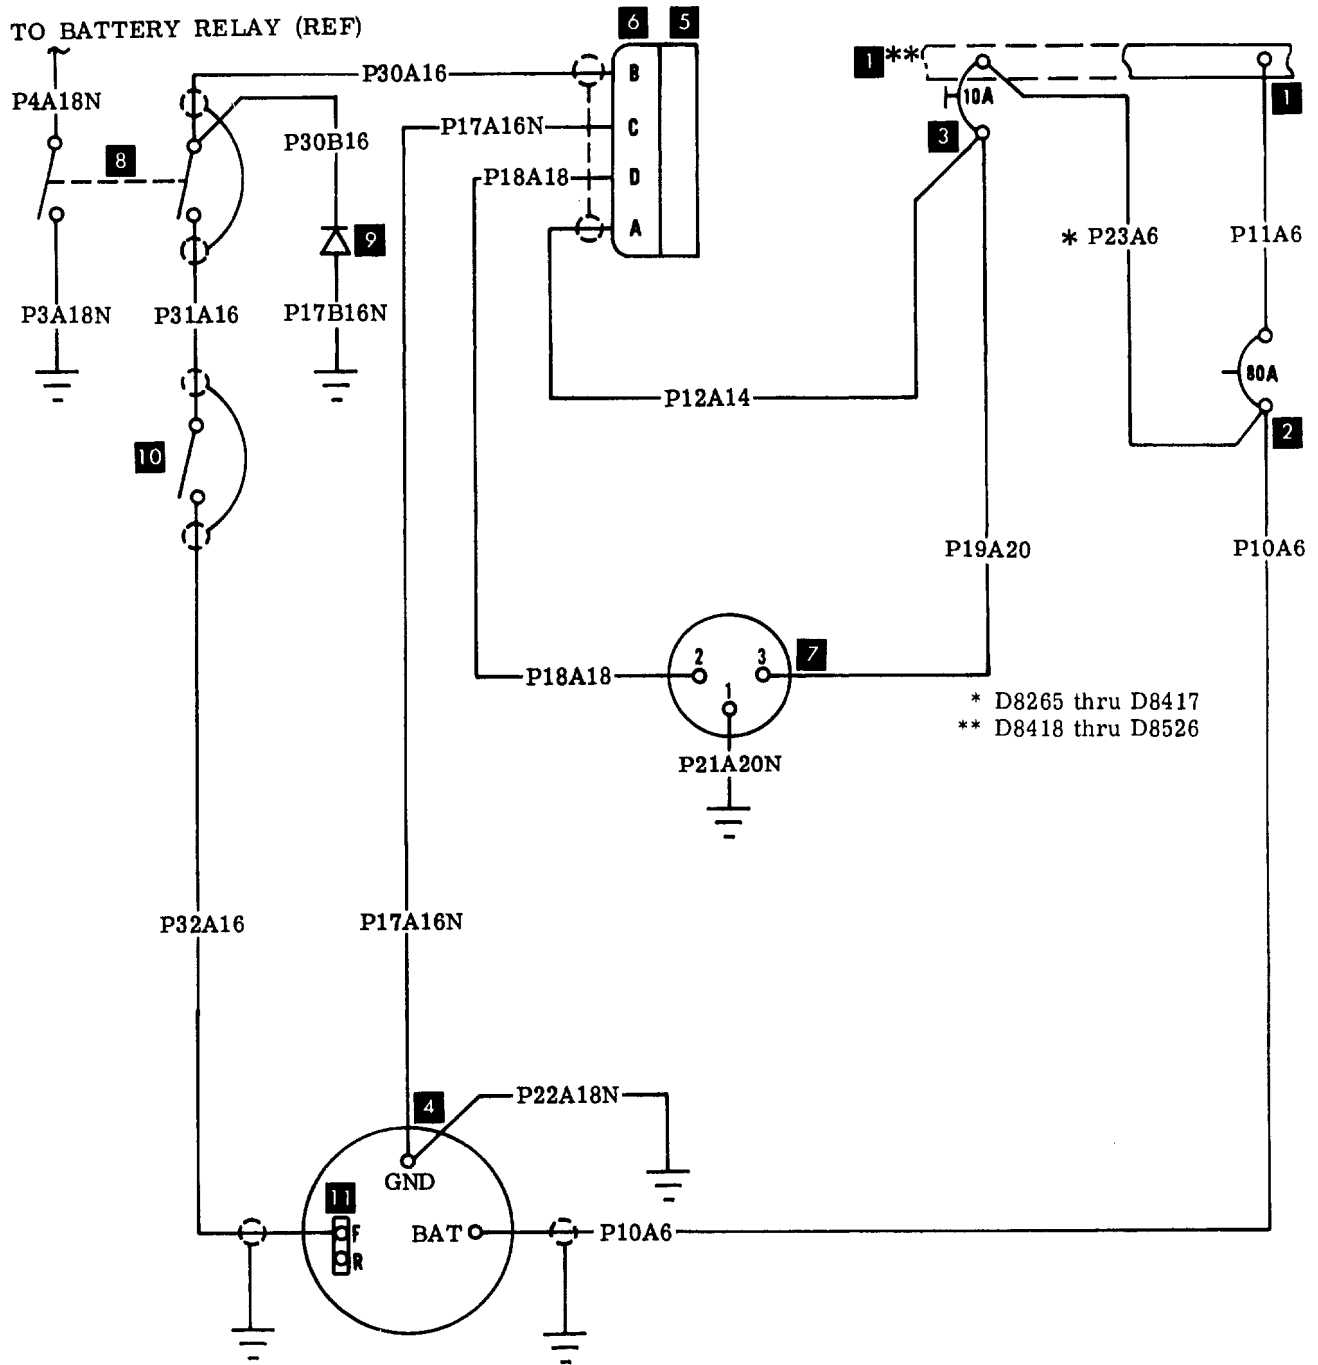 TO BATTERY RELAY (REF)
6 5
1 **
P30A16
B
P4A18N
10A
1
P30B16
P17A16N
C
3
8
P18A18
D
A
9
* P23A6
P11A6
P3A18N
P31A16
P17B16N
80A
P12A14
2
10
P19A20
P10A6
2 3 7
P18A18
1
* D8265 thru D8417
** D8418 thru D8526
P21A20N
P32A16
P17A16N
4
P22A18N
GND
11
F
BAT
P10A6
R